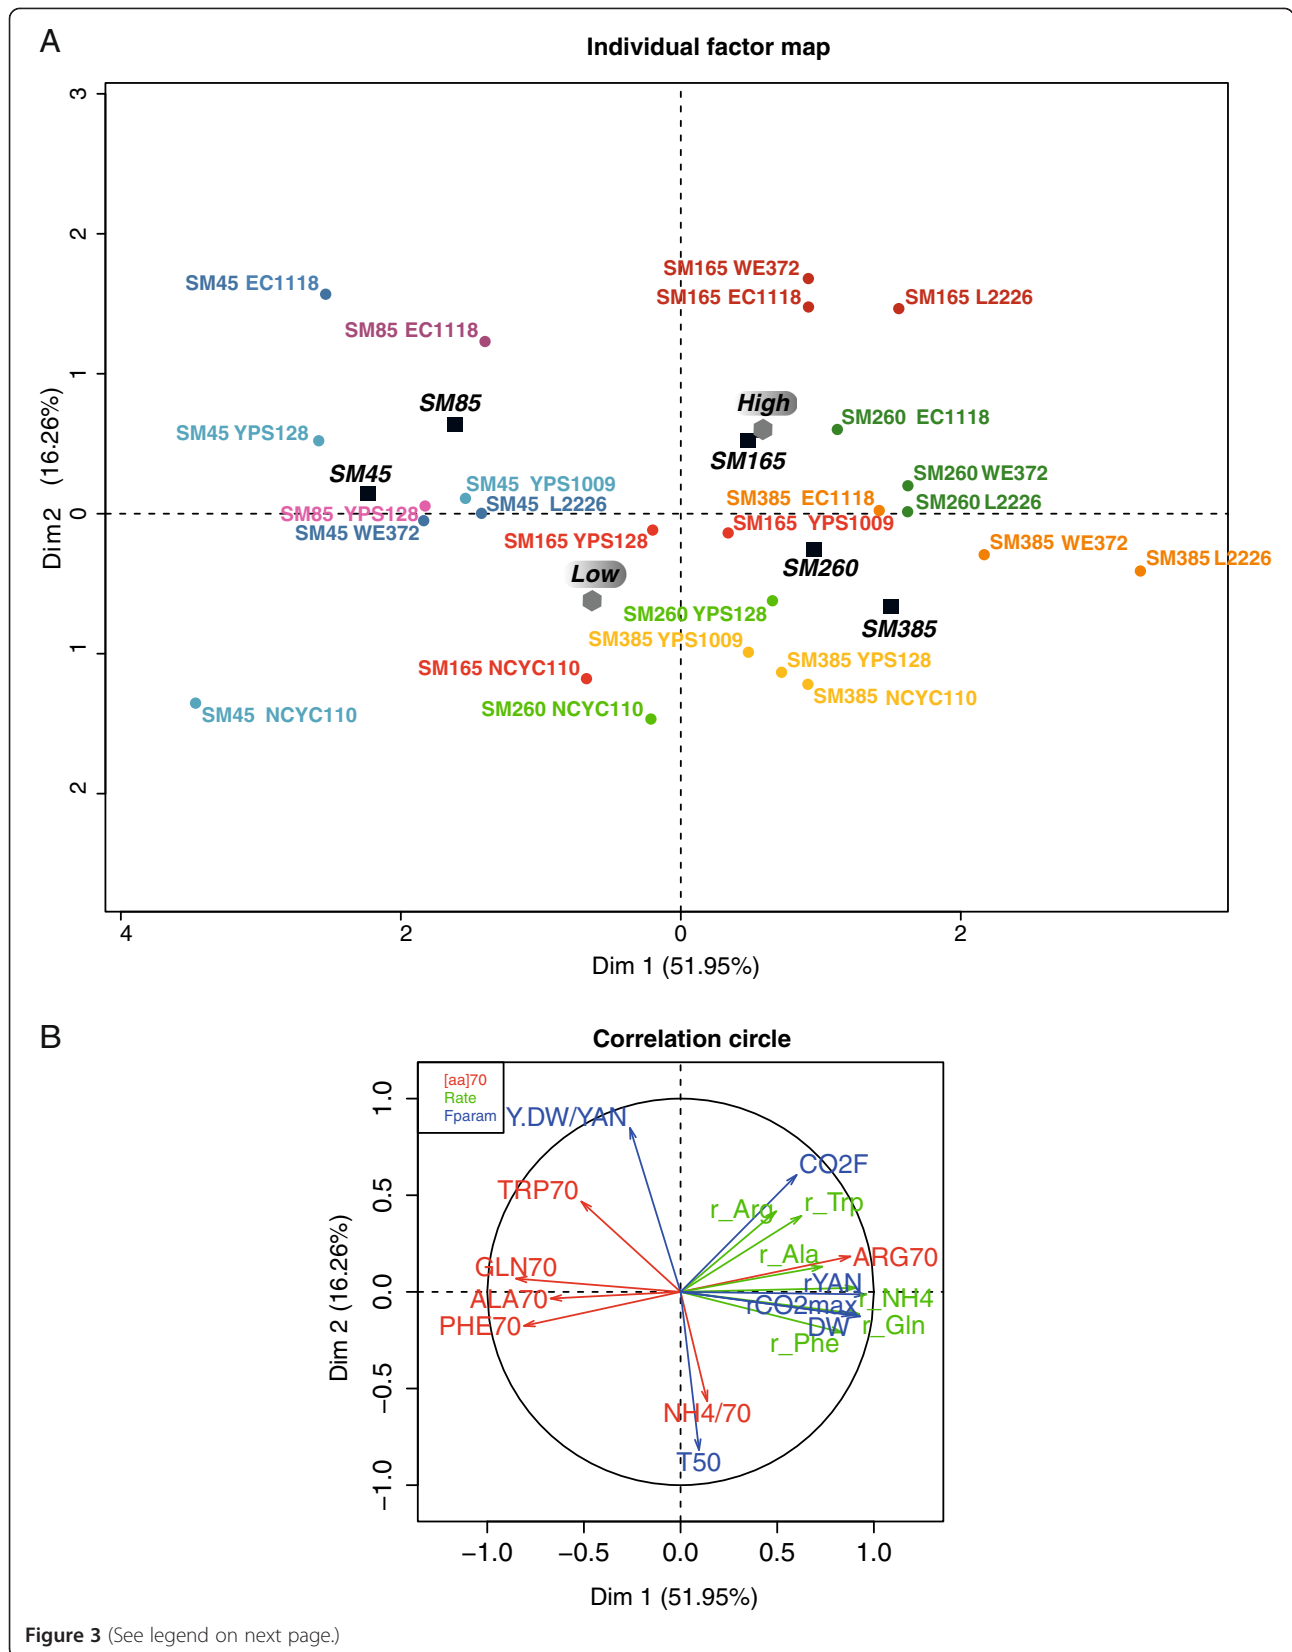 A
Individual factor map
3
2
1
0
1
2
Dim2 (16.26%)
SM165 WE372
SM45 EC1118
SM165 EC1118
SM165 L2226
SM85 EC1118
SM85
High
SM260 EC1118
SM45 YPS128
SM165
SM45
SM260 WE372
SM45 YPS1009
SM385 EC1118
SM45 L2226
SM260 L2226
SM85 YPS128
SM165 YPS1009
SM45 WE372
SM165 YPS128
SM385 WE372
SM385 L2226
Low
SM260
SM260 YPS128
SM385
SM385 YPS1009
SM165 NCYC110
SM385 YPS128
SM385 NCYC110
SM260 NCYC110
SM45 NCYC110
4 2 0 2
Dim 1 (51.95%)
B
Correlation circle
[aa]70
Rate
Fparam
1.0
0.5
0.0
−0.5
−1.0
Dim 2 (16.26%)
Y.DW/YAN
CO2F
TRP70
r_Arg
r_Trp
r_Ala
ARG70
GLN70
rYAN
ALA70
rCO2max
r_NH4
PHE70
DW
r_Gln
r_Phe
NH4/70
T50
−1.0 −0.5 0.0 0.5 1.0
Dim 1 (51.95%)
Figure 3 (See legend on next page.)